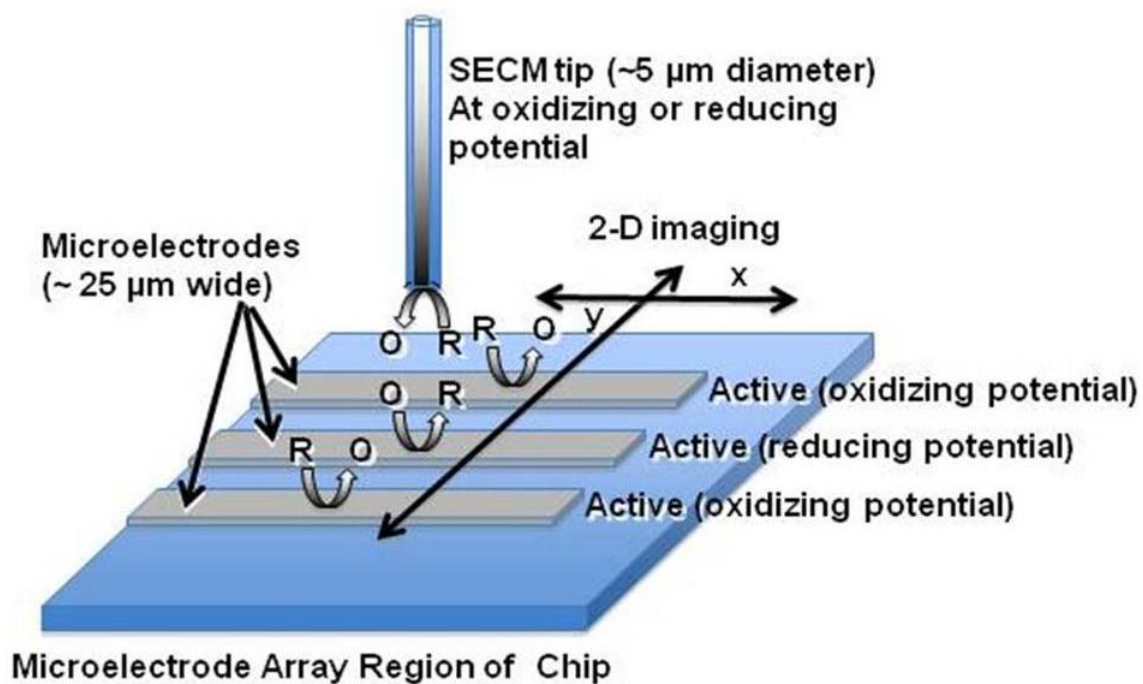 SECM tip (~5 µm diameter)
At oxidizing or reducing
potential
2-D imaging
Microelectrodes
(~ 25 µm wide)
x
y
O R R O
O R
Active (oxidizing potential)
R O
Active (reducing potential)
Active (oxidizing potential)
Microelectrode Array Region of Chip